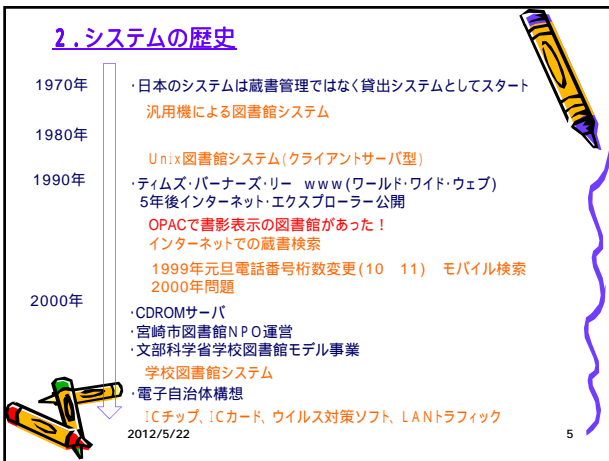 2．システムの歴史
1970年
・日本のシステムは蔵書管理ではなく貸出システムとしてスタート
汎用機による図書館システム
1980年
Unix図書館システム(クライアントサーバ型)
1990年
・ティムズ・バーナーズ・リー　www(ワールド・ワイド・ウェブ)
5年後インターネット・エクスプローラー公開
OPACで書影表示の図書館があった！
インターネットでの蔵書検索
1999年元旦電話番号桁数変更(10　11)　モバイル検索
2000年問題
2000年
・CDROMサーバ
・宮崎市図書館NPO運営
・文部科学省学校図書館モデル事業
学校図書館システム
・電子自治体構想
ICチップ、ICカード、ウイルス対策ソフト、LANトラフィック
2012/5/22
5